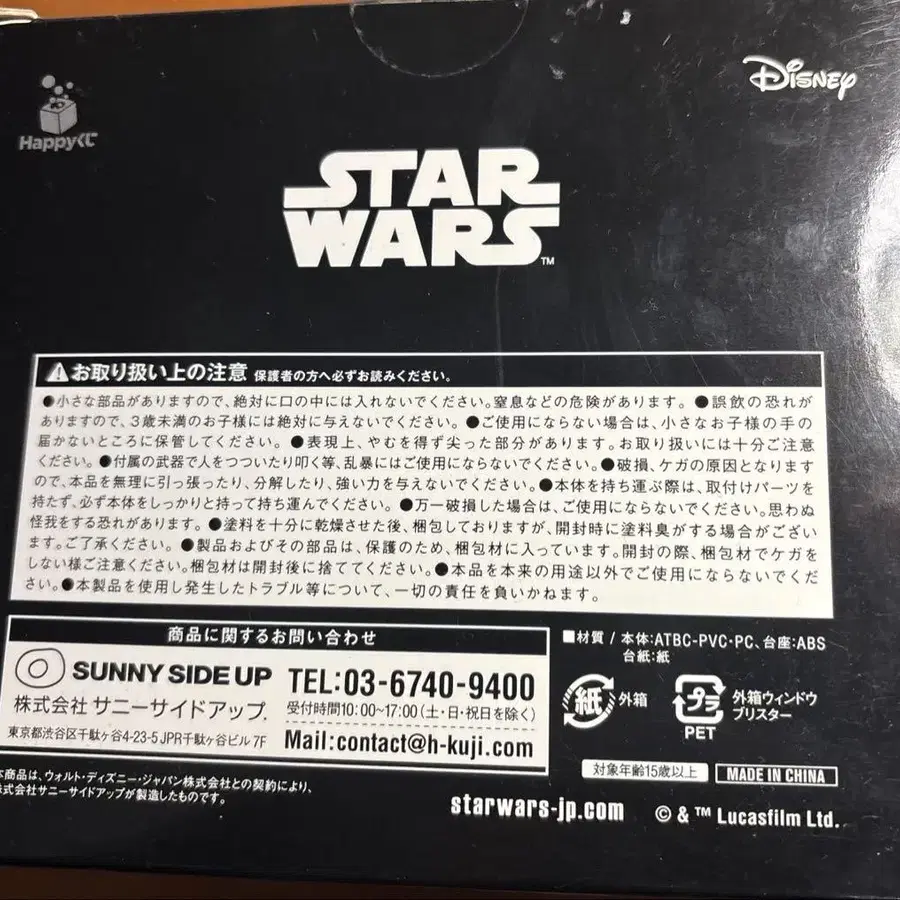 Happyくじ
Disney
STAR
WARS™
⚠お取り扱い上の注意 保護者の方へ必ずお読みください。
●小さな部品がありますので、絶対に口の中には入れないでください。窒息などの危険があります。 ●誤飲の恐れが
ありますので、3歳未満のお子様には絶対に与えないでください。 ●ご使用にならない場合は、小さなお子様の手の
届かないところに保管してください。 ●表現上、やむを得ず尖った部分があります。お取り扱いには十分ご注意
ください。●付属の武器で人をつついたり叩く等、乱暴にはご使用にならないでください。●破損、ケガの原因となります
ので、本品を無理に引っ張ったり、分解したり、強い力を与えないでください。●本体を持ち運ぶ際は、取付けパーツを
持たず、必ず本体をしっかりと持って持ち運んでください。 ●万一破損した場合は、ご使用にならないでください。思わぬ
怪我をする恐れがあります。 ●塗料を十分に乾燥させた後、梱包しておりますが、開封時に塗料臭がする場合がござい
ます。ご了承ください。 ●製品およびその部品は、保護のため、梱包材に入っています。開封の際、梱包材でケガを
しない様ご注意ください。梱包材は開封後に捨ててください。●本品を本来の用途以外でご使用にならないでくだ
さい。●本製品を使用し発生したトラブル等について、一切の責任を負いかねます。
商品に関するお問い合わせ
SUNNY SIDE UP
株式会社 サニーサイドアップ.
東京都渋谷区千駄ヶ谷4-23-5 JPR千駄ヶ谷ビル 7F
TEL:03-6740-9400
受付時間10:00~17:00(土・日・祝日を除く)
Mail:contact@h-kuji.com
■材質 / 本体:ATBC-PVC・PC、台座:ABS
台紙:紙
紙 外箱
プラ
PET
外箱ウィンドウ
ブリスター
対象年齢15歳以上
MADE IN CHINA
本商品は、ウォルト・ディズニー・ジャパン株式会社との契約により、
株式会社サニーサイドアップが製造したものです。
starwars-jp.com
© & ™ Lucasfilm Ltd.